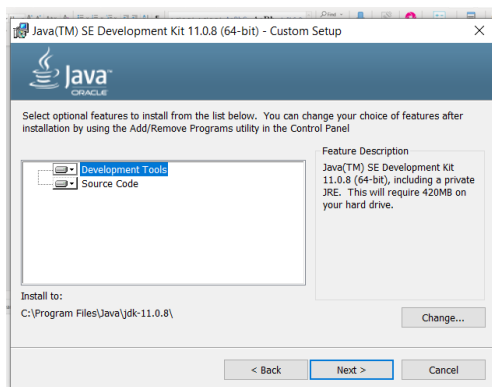 Java(TM) SE Development Kit 11.0.8 (64-bit) - Custom Setup
Java™
ORACLE
Select optional features to install from the list below. You can change your choice of features after
installation by using the Add/Remove Programs utility in the Control Panel
Development Tools
Source Code
Feature Description
Java(TM) SE Development Kit
11.0.8 (64-bit), including a private
JRE. This will require 420MB on
your hard drive.
Install to:
C:\Program Files\Java\jdk-11.0.8\
Change...
< Back
Next >
Cancel